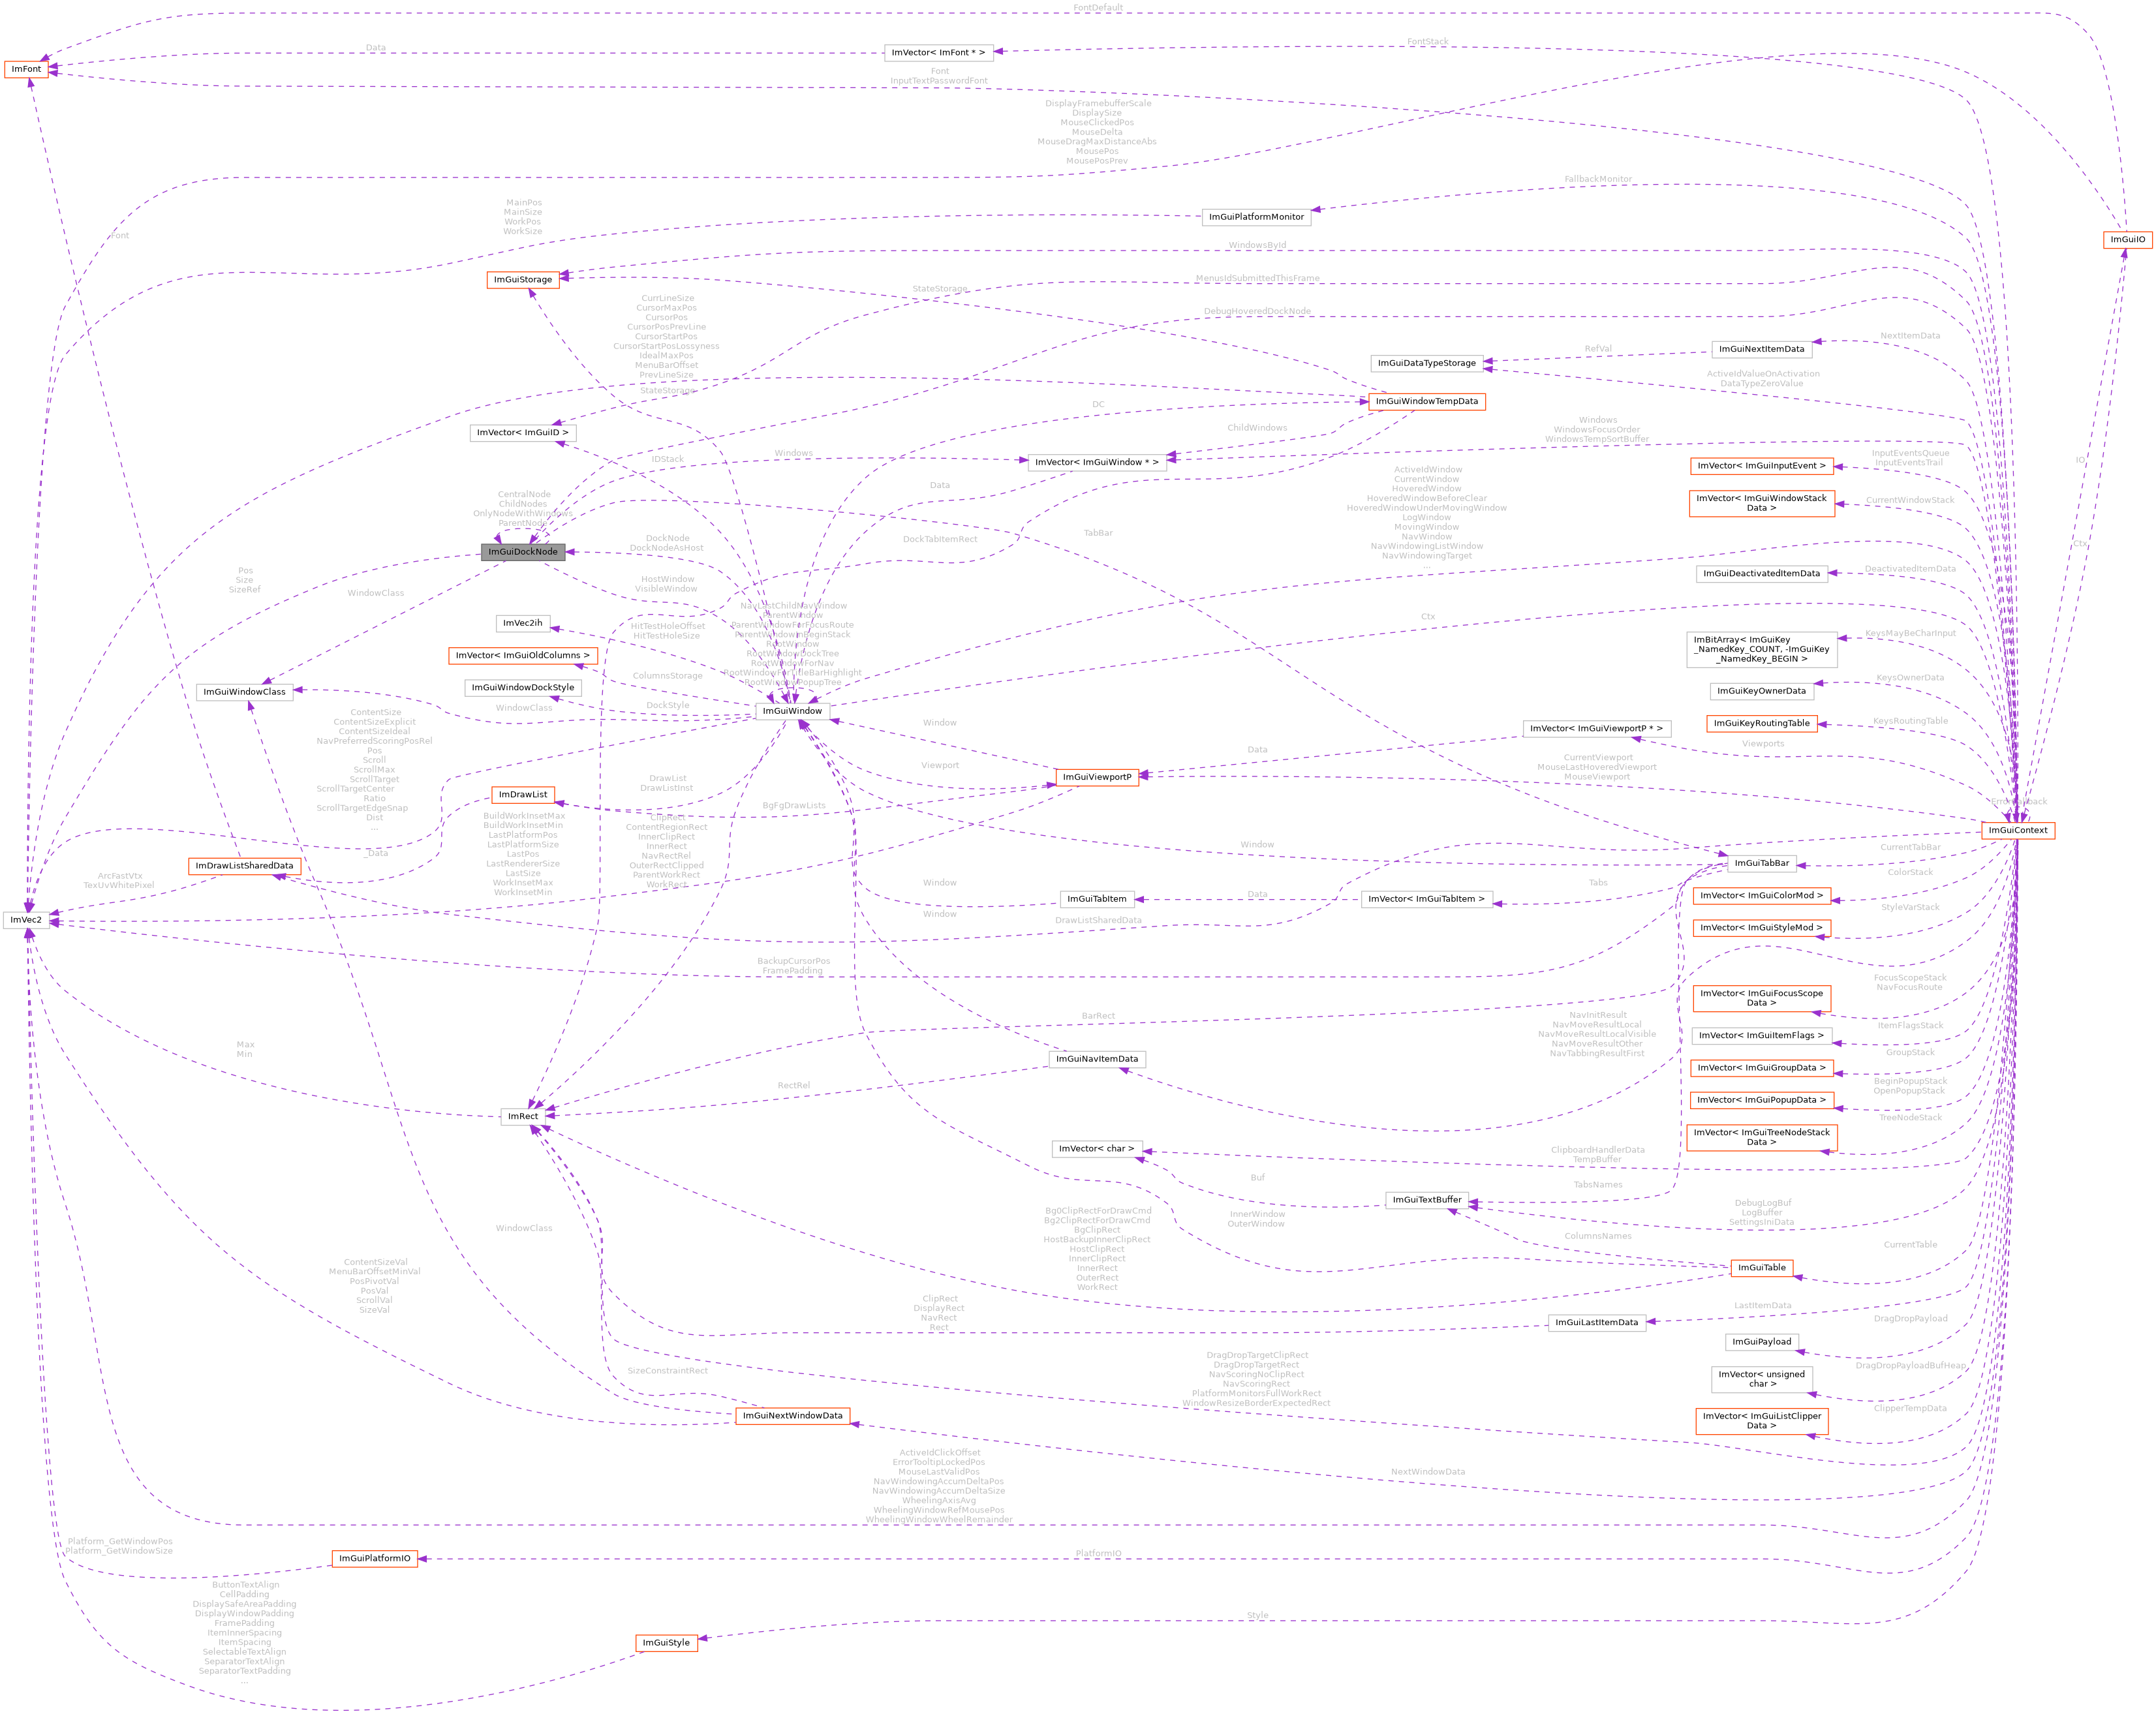 FontDefault
FontStack
Data
ImVector< ImFont * >
ImFont
Font
InputTextPasswordFont
DisplayFramebufferScale
DisplaySize
MouseClickedPos
MouseDelta
MouseDragMaxDistanceAbs
MousePos
MousePosPrev
FallbackMonitor
MainPos
MainSize
WorkPos
WorkSize
ImGuiPlatformMonitor
Font
ImGuiIO
WindowsById
ImGuiStorage
MenusIdSubmittedThisFrame
StateStorage
CurrLineSize
CursorMaxPos
CursorPos
CursorPosPrevLine
CursorStartPos
CursorStartPosLossyness
IdealMaxPos
MenuBarOffset
PrevLineSize
DebugHoveredDockNode
NextItemData
RefVal
ImGuiNextItemData
ImGuiDataTypeStorage
ActiveIdValueOnActivation
DataTypeZeroValue
StateStorage
DC
ImGuiWindowTempData
ChildWindows
Windows
WindowsFocusOrder
WindowsTempSortBuffer
ImVector< ImGuiID >
IDStack
Windows
ImVector< ImGuiWindow * >
InputEventsQueue
InputEventsTrail
ImVector< ImGuiInputEvent >
IO
ActiveIdWindow
CurrentWindow
HoveredWindow
HoveredWindowBeforeClear
HoveredWindowUnderMovingWindow
LogWindow
MovingWindow
NavWindow
NavWindowingListWindow
NavWindowingTarget
...
Data
CentralNode
ChildNodes
OnlyNodeWithWindows
ParentNode
ImVector< ImGuiWindowStack
Data >
CurrentWindowStack
TabBar
DockTabItemRect
DockNode
DockNodeAsHost
ImGuiDockNode
Ctx
Pos
Size
SizeRef
WindowClass
HostWindow
VisibleWindow
ImGuiDeactivatedItemData
DeactivatedItemData
NavLastChildNavWindow
ParentWindow
ParentWindowForFocusRoute
ParentWindowInBeginStack
RootWindow
RootWindowDockTree
RootWindowForNav
RootWindowForTitleBarHighlight
RootWindowPopupTree
Ctx
ImVec2ih
HitTestHoleOffset
HitTestHoleSize
ImBitArray< ImGuiKey
_NamedKey_COUNT, -ImGuiKey
_NamedKey_BEGIN >
KeysMayBeCharInput
ImVector< ImGuiOldColumns >
ColumnsStorage
KeysOwnerData
ImGuiKeyOwnerData
ImGuiWindowClass
ImGuiWindowDockStyle
DockStyle
WindowClass
ImGuiWindow
ContentSize
ContentSizeExplicit
ContentSizeIdeal
NavPreferredScoringPosRel
Pos
Scroll
ScrollMax
ScrollTarget
ScrollTargetCenter
Ratio
ScrollTargetEdgeSnap
Dist
...
Window
ImVector< ImGuiViewportP * >
ImGuiKeyRoutingTable
KeysRoutingTable
Viewports
Data
Viewport
CurrentViewport
MouseLastHoveredViewport
MouseViewport
ImGuiViewportP
DrawList
DrawListInst
ImDrawList
BgFgDrawLists
BuildWorkInsetMax
BuildWorkInsetMin
LastPlatformPos
LastPlatformSize
LastPos
LastRendererSize
LastSize
WorkInsetMax
WorkInsetMin
ClipRect
ContentRegionRect
InnerClipRect
InnerRect
NavRectRel
OuterRectClipped
ParentWorkRect
WorkRect
ImGuiContext
Window
CurrentTabBar
_Data
ImDrawListSharedData
ImGuiTabBar
ColorStack
ArcFastVtx
TexUvWhitePixel
Window
ImGuiTabItem
Data
ImVector< ImGuiTabItem >
Tabs
ImVector< ImGuiColorMod >
StyleVarStack
ImVec2
Window
DrawListSharedData
ImVector< ImGuiStyleMod >
BackupCursorPos
FramePadding
FocusScopeStack
NavFocusRoute
ImVector< ImGuiFocusScope
Data >
BarRect
NavInitResult
NavMoveResultLocal
NavMoveResultLocalVisible
NavMoveResultOther
NavTabbingResultFirst
ItemFlagsStack
ImVector< ImGuiItemFlags >
Max
Min
ImGuiNavItemData
GroupStack
ImVector< ImGuiGroupData >
RectRel
BeginPopupStack
OpenPopupStack
ImVector< ImGuiPopupData >
ImRect
TreeNodeStack
ImVector< ImGuiTreeNodeStack
Data >
ImVector< char >
ClipboardHandlerData
TempBuffer
Buf
TabsNames
ImGuiTextBuffer
DebugLogBuf
LogBuffer
SettingsIniData
Bg0ClipRectForDrawCmd
Bg2ClipRectForDrawCmd
BgClipRect
HostBackupInnerClipRect
HostClipRect
InnerClipRect
InnerRect
OuterRect
WorkRect
InnerWindow
OuterWindow
WindowClass
ColumnsNames
CurrentTable
ImGuiTable
ContentSizeVal
MenuBarOffsetMinVal
PosPivotVal
PosVal
ScrollVal
SizeVal
ClipRect
DisplayRect
NavRect
Rect
LastItemData
ImGuiLastItemData
DragDropPayload
ImGuiPayload
DragDropTargetClipRect
DragDropTargetRect
NavScoringNoClipRect
NavScoringRect
PlatformMonitorsFullWorkRect
WindowResizeBorderExpectedRect
SizeConstraintRect
DragDropPayloadBufHeap
ImVector< unsigned
char >
ClipperTempData
ImGuiNextWindowData
ImVector< ImGuiListClipper
Data >
ActiveIdClickOffset
ErrorTooltipLockedPos
MouseLastValidPos
NavWindowingAccumDeltaPos
NavWindowingAccumDeltaSize
WheelingAxisAvg
WheelingWindowRefMousePos
WheelingWindowWheelRemainder
NextWindowData
Platform_GetWindowPos
Platform_GetWindowSize
ImGuiPlatformIO
PlatformIO
ButtonTextAlign
CellPadding
DisplaySafeAreaPadding
DisplayWindowPadding
FramePadding
ItemInnerSpacing
ItemSpacing
SelectableTextAlign
SeparatorTextAlign
SeparatorTextPadding
...
Style
ImGuiStyle